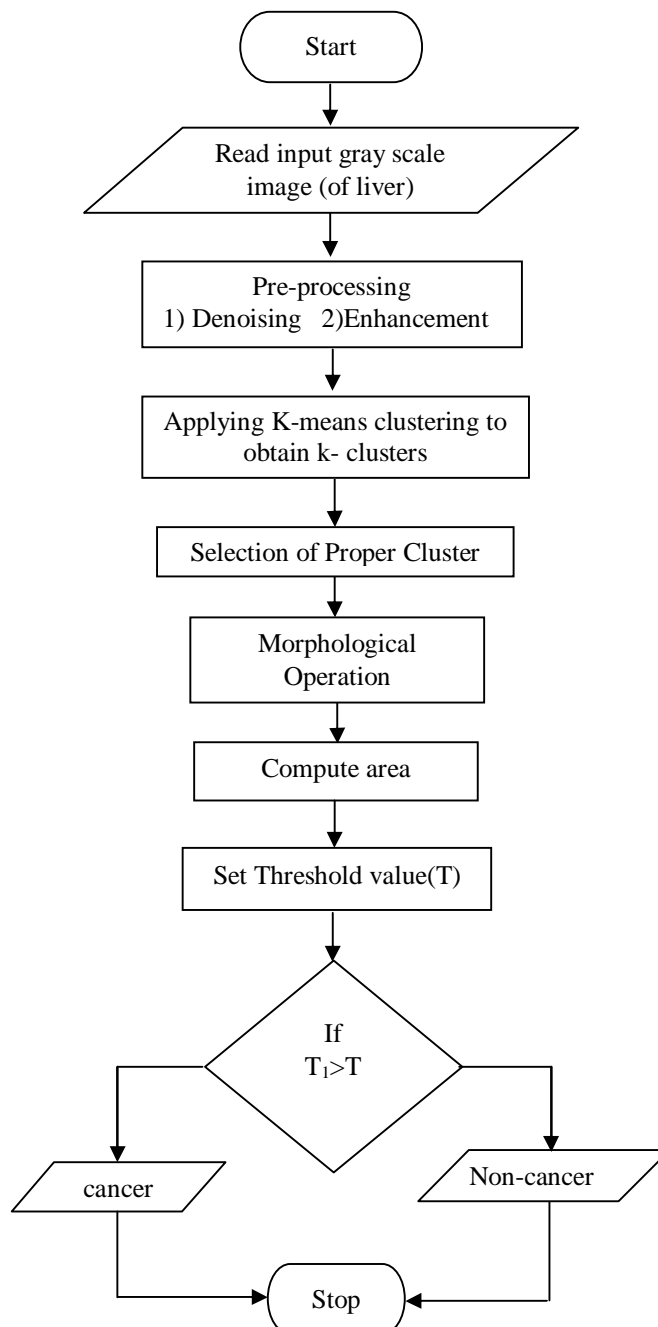 Start
Read input gray scale
image (of liver)
Pre-processing
1) Denoising 2)Enhancement
Applying K-means clustering to
obtain k- clusters
Selection of Proper Cluster
Morphological
Operation
Compute area
Set Threshold value(T)
If
T₁>T
cancer
Non-cancer
Stop